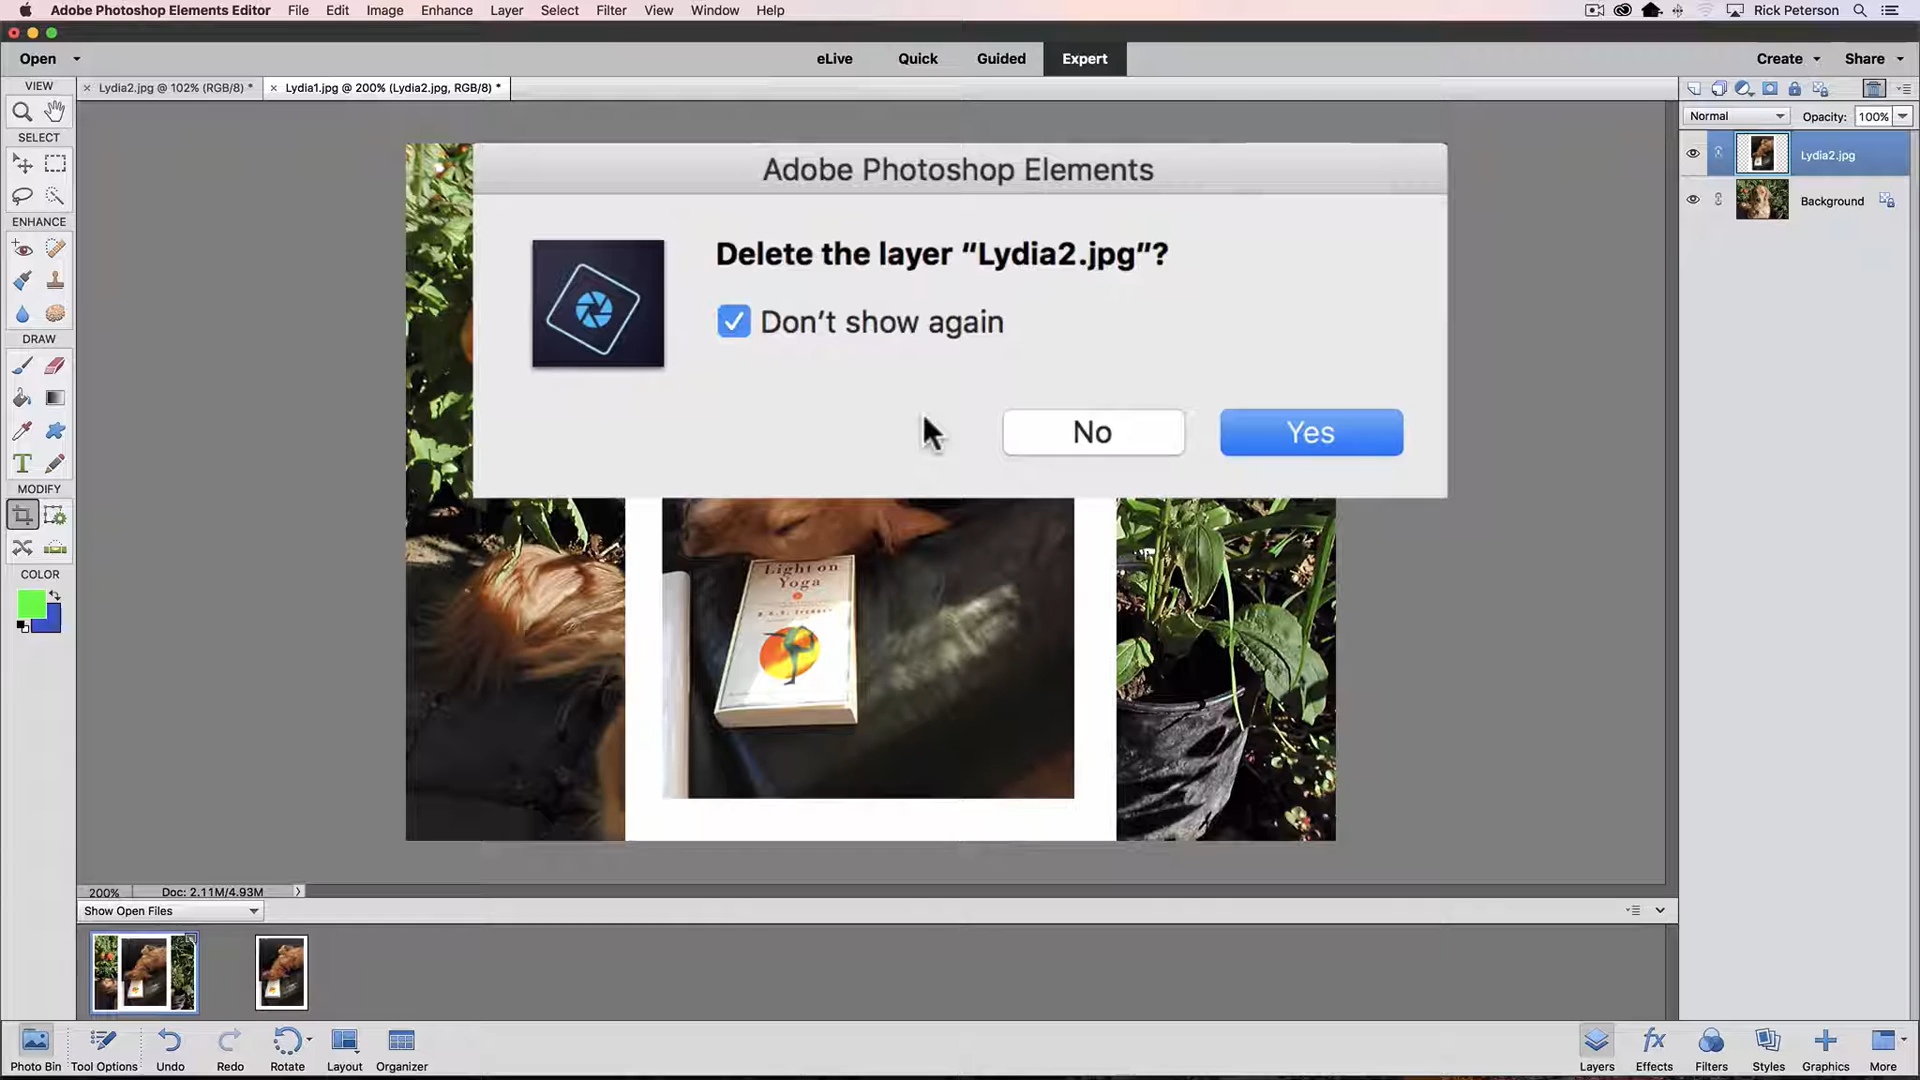 Adobe Photoshop Elements Editor File Edit Image Enhance Layer Select Filter View Window Help Rick Peterson
Open eLive Quick Guided Expert Create Share
VIEW
Lydia2.jpg @ 102% (RGB/8) * Lydia1.jpg @ 200% (Lydia2.jpg, RGB/8) *
Normal Opacity: 100%
SELECT
Lydia2.jpg
Background
ENHANCE
DRAW
MODIFY
COLOR
Adobe Photoshop Elements
Delete the layer “Lydia2.jpg”?
Don’t show again
No Yes
Light on
Yoga
200% Doc: 2.11M/4.93M
Show Open Files
Photo Bin Tool Options Undo Redo Rotate Layout Organizer Layers Effects Filters Styles Graphics More